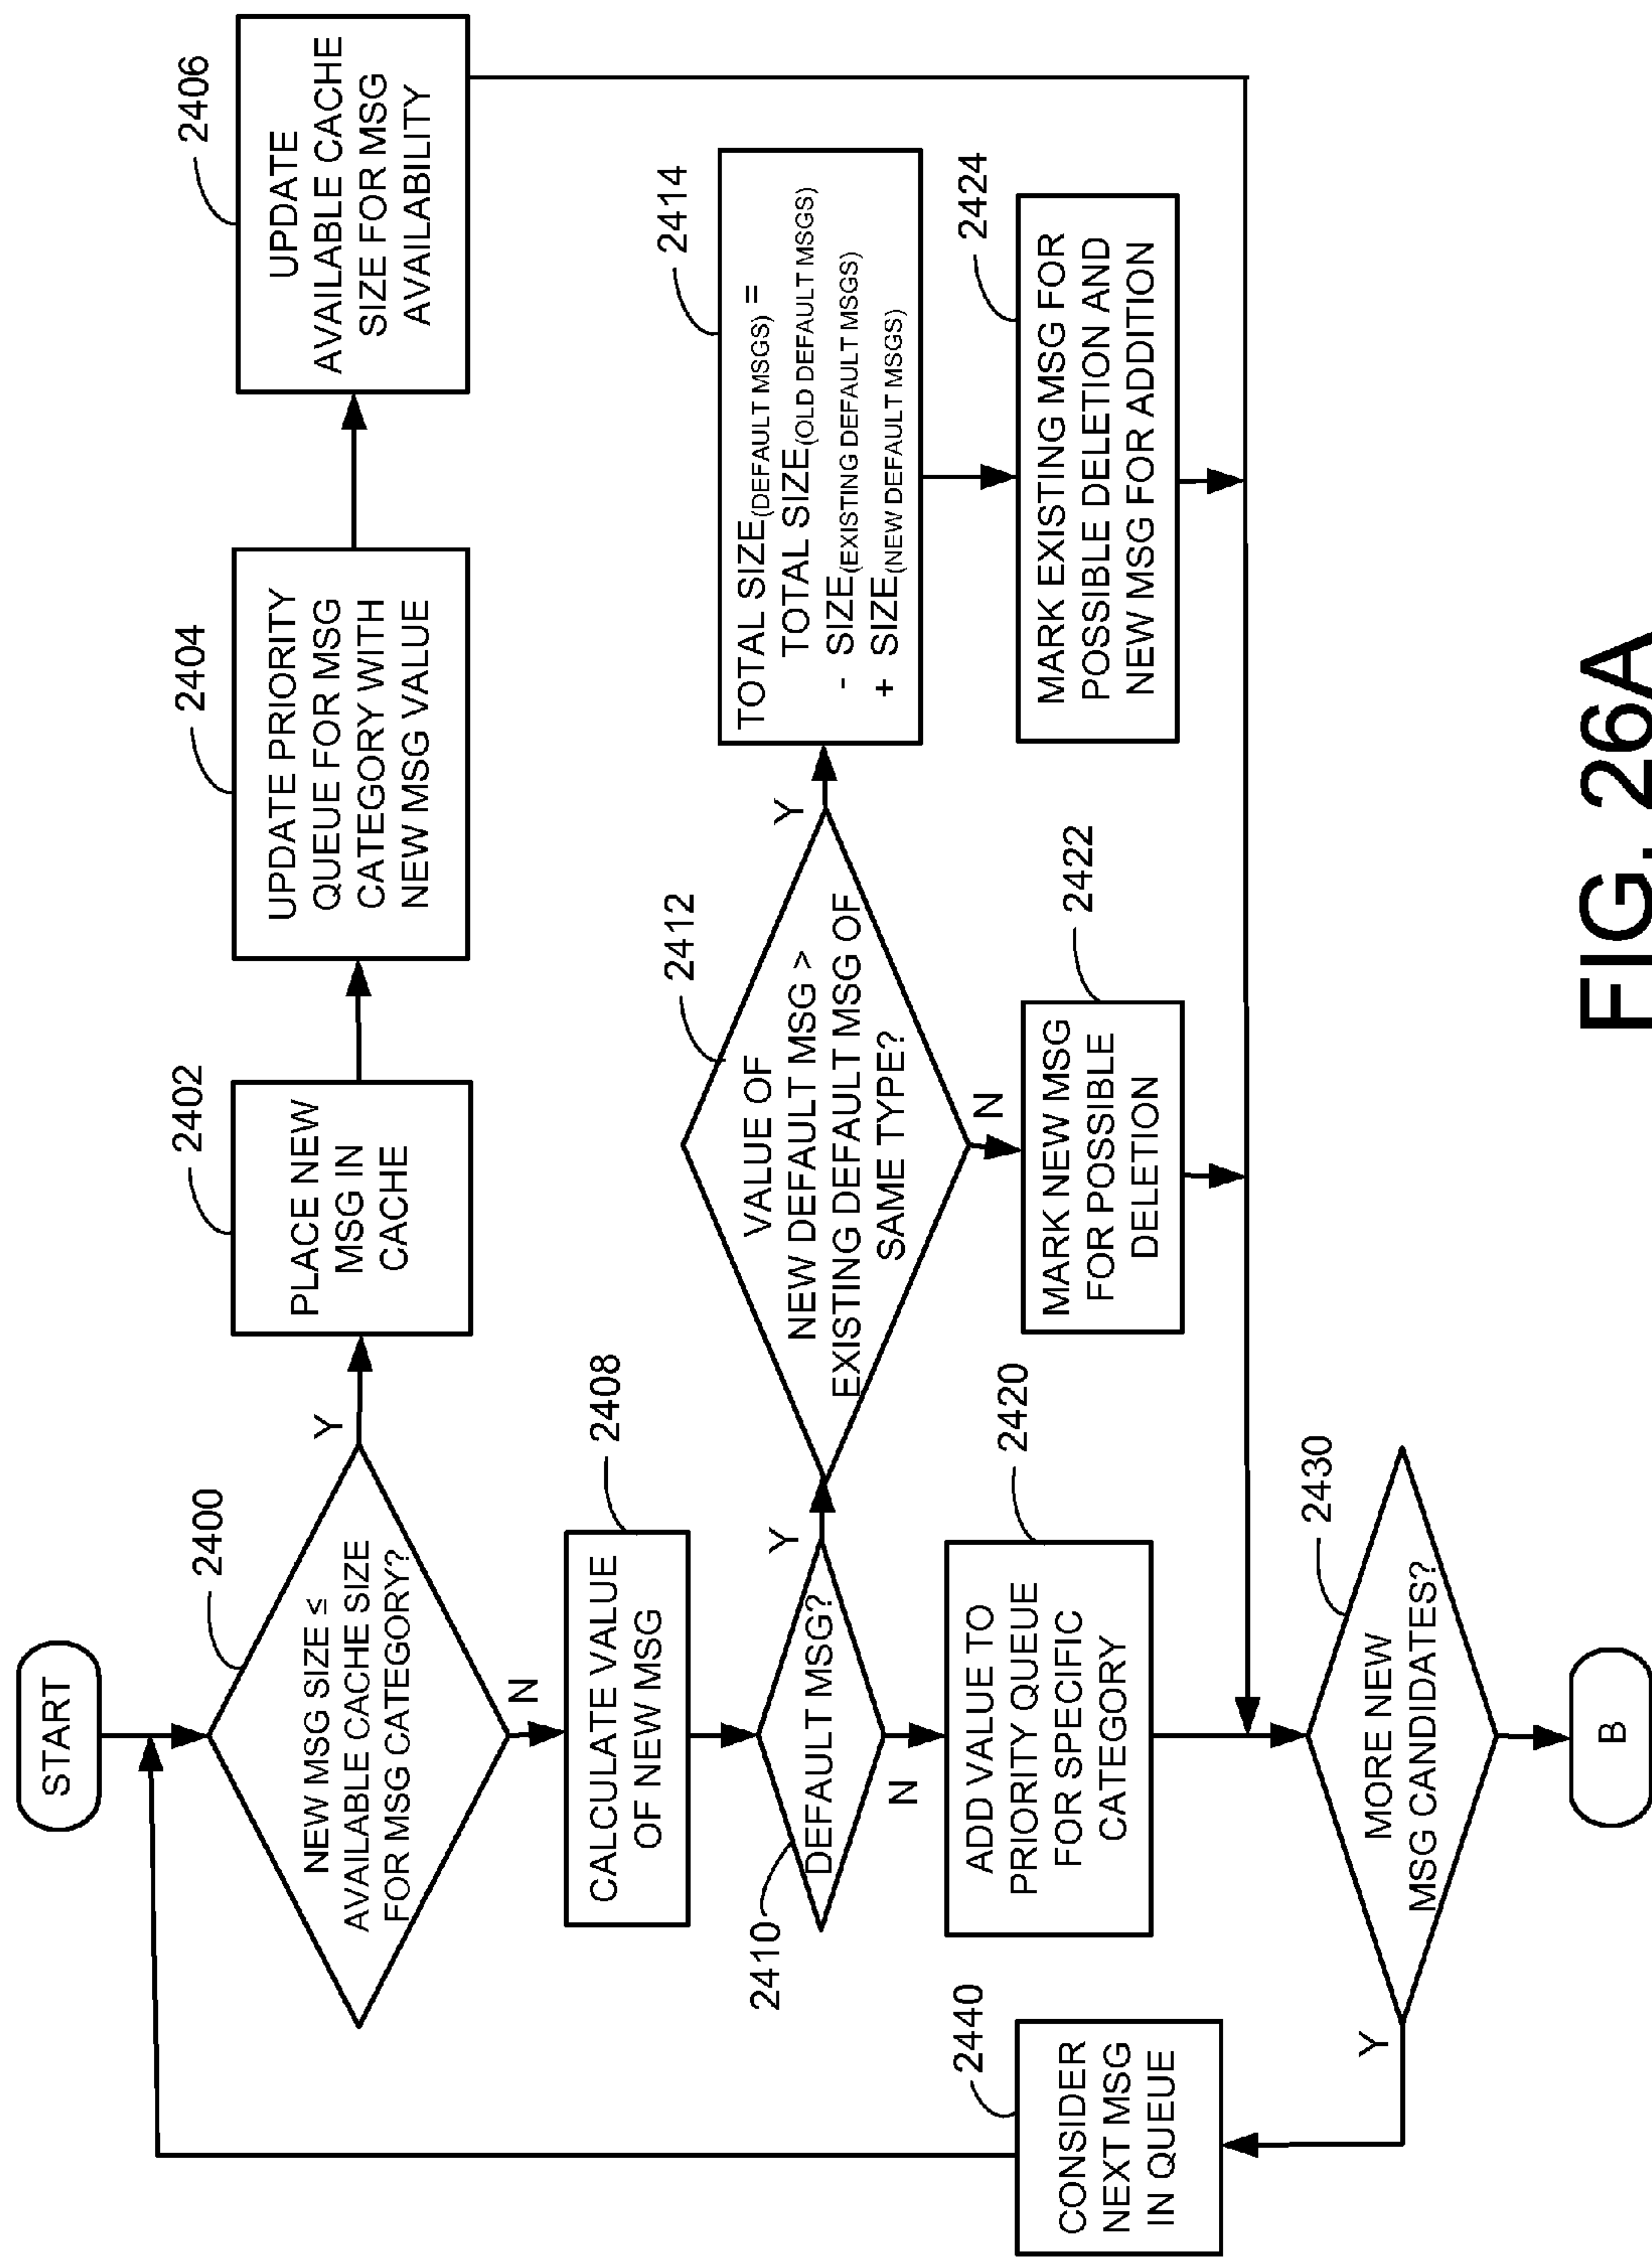 START
2400
NEW MSG SIZE ≤
AVAILABLE CACHE SIZE
FOR MSG CATEGORY?
Y
N
2402
PLACE NEW
MSG IN
CACHE
2404
UPDATE PRIORITY
QUEUE FOR MSG
CATEGORY WITH
NEW MSG VALUE
2406
UPDATE
AVAILABLE CACHE
SIZE FOR MSG
AVAILABILITY
2408
CALCULATE VALUE
OF NEW MSG
2410
DEFAULT MSG?
Y
N
2412
VALUE OF
NEW DEFAULT MSG >
EXISTING DEFAULT MSG OF
SAME TYPE?
Y
N
2414
TOTAL SIZE(DEFAULT MSGS) =
TOTAL SIZE(OLD DEFAULT MSGS)
- SIZE(EXISTING DEFAULT MSGS)
+ SIZE(NEW DEFAULT MSGS)
2420
ADD VALUE TO
PRIORITY QUEUE
FOR SPECIFIC
CATEGORY
2422
MARK NEW MSG
FOR POSSIBLE
DELETION
2424
MARK EXISTING MSG FOR
POSSIBLE DELETION AND
NEW MSG FOR ADDITION
2430
MORE NEW
MSG CANDIDATES?
Y
2440
CONSIDER
NEXT MSG
IN QUEUE
B
FIG. 26A